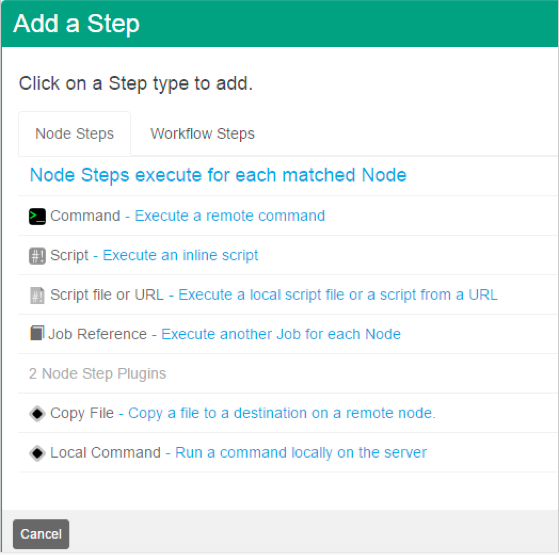 Add a Step
Click on a Step type to add.
Node Steps Workflow Steps
Node Steps execute for each matched Node
>_ Command - Execute a remote command
#! Script - Execute an inline script
#! Script file or URL - Execute a local script file or a script from a URL
Job Reference - Execute another Job for each Node
2 Node Step Plugins
Copy File - Copy a file to a destination on a remote node.
Local Command - Run a command locally on the server
Cancel